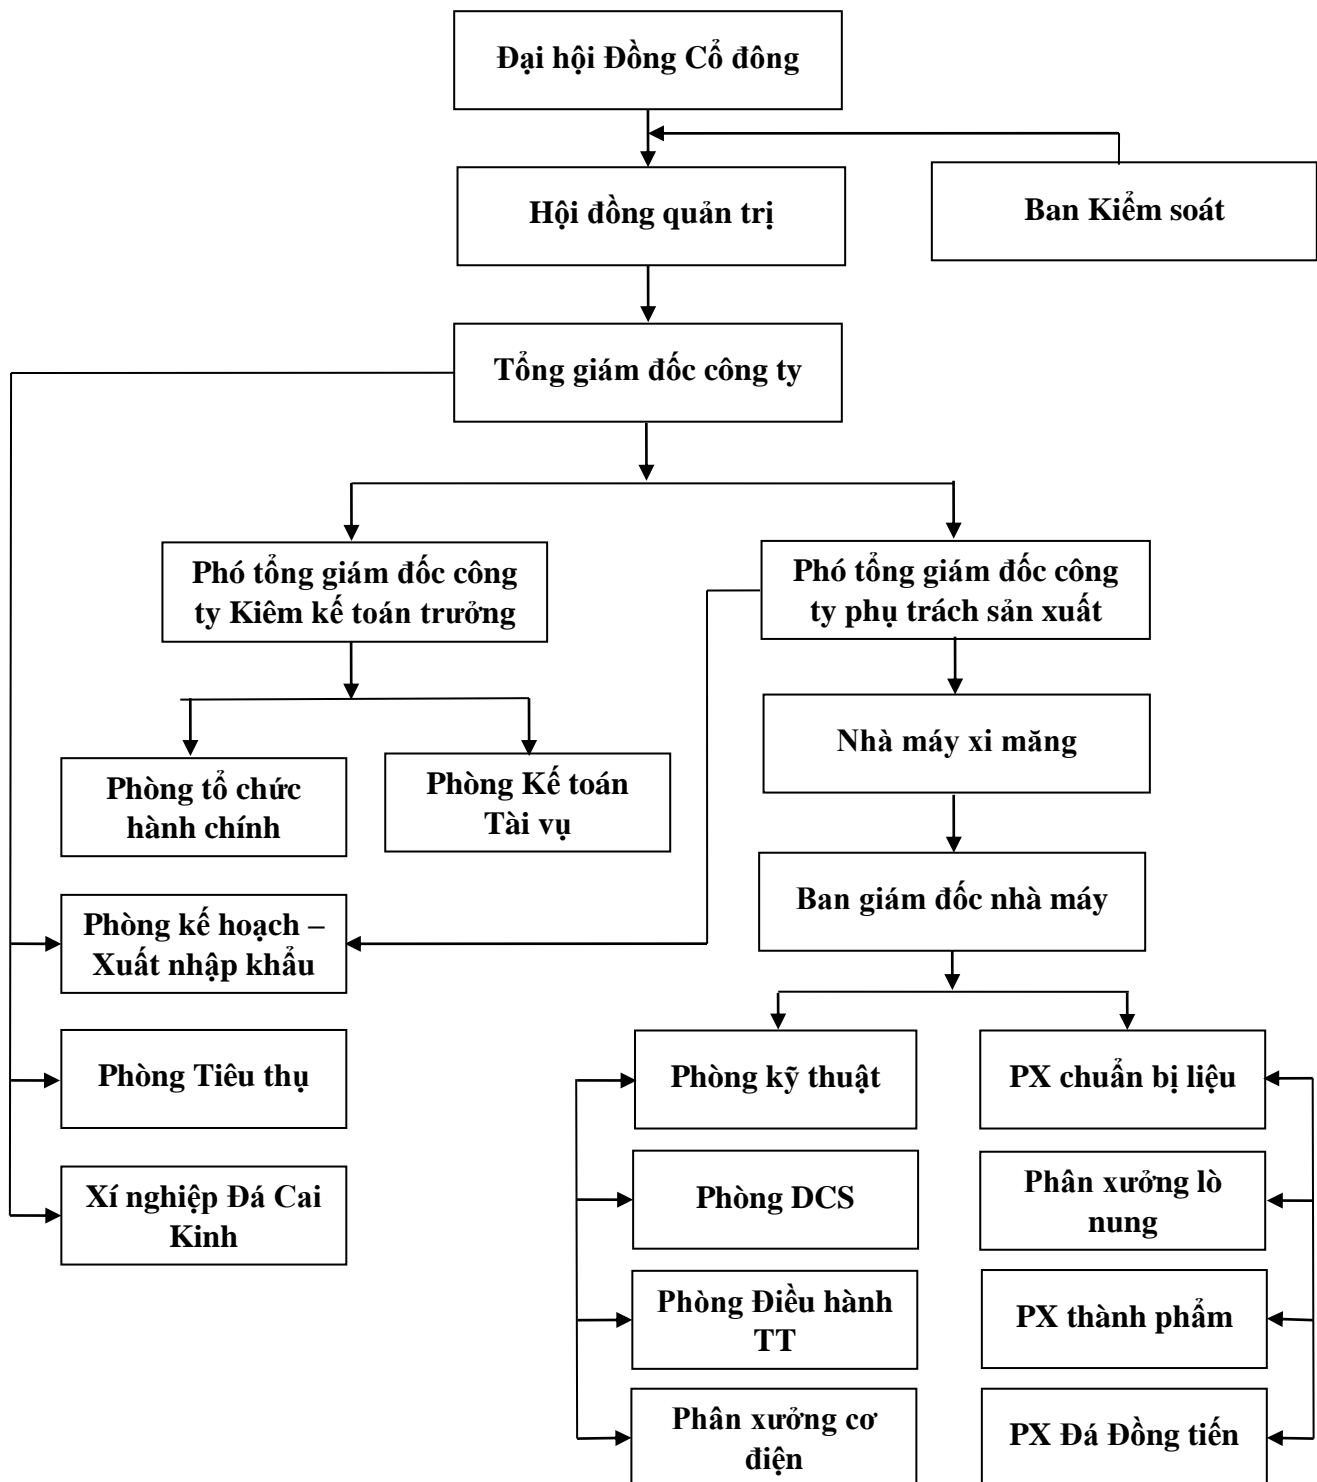 Đại hội Đồng Cổ đông
Hội đồng quản trị
Ban Kiểm soát
Tổng giám đốc công ty
Phó tổng giám đốc công
ty Kiêm kế toán trưởng
Phó tổng giám đốc công
ty phụ trách sản xuất
Nhà máy xi măng
Phòng tổ chức
hành chính
Phòng Kế toán
Tài vụ
Ban giám đốc nhà máy
Phòng kế hoạch –
Xuất nhập khẩu
Phòng Tiêu thụ
Xí nghiệp Đá Cai
Kinh
Phòng kỹ thuật
PX chuẩn bị liệu
Phòng DCS
Phân xưởng lò
nung
Phòng Điều hành
TT
PX thành phẩm
Phân xưởng cơ
điện
PX Đá Đồng tiến